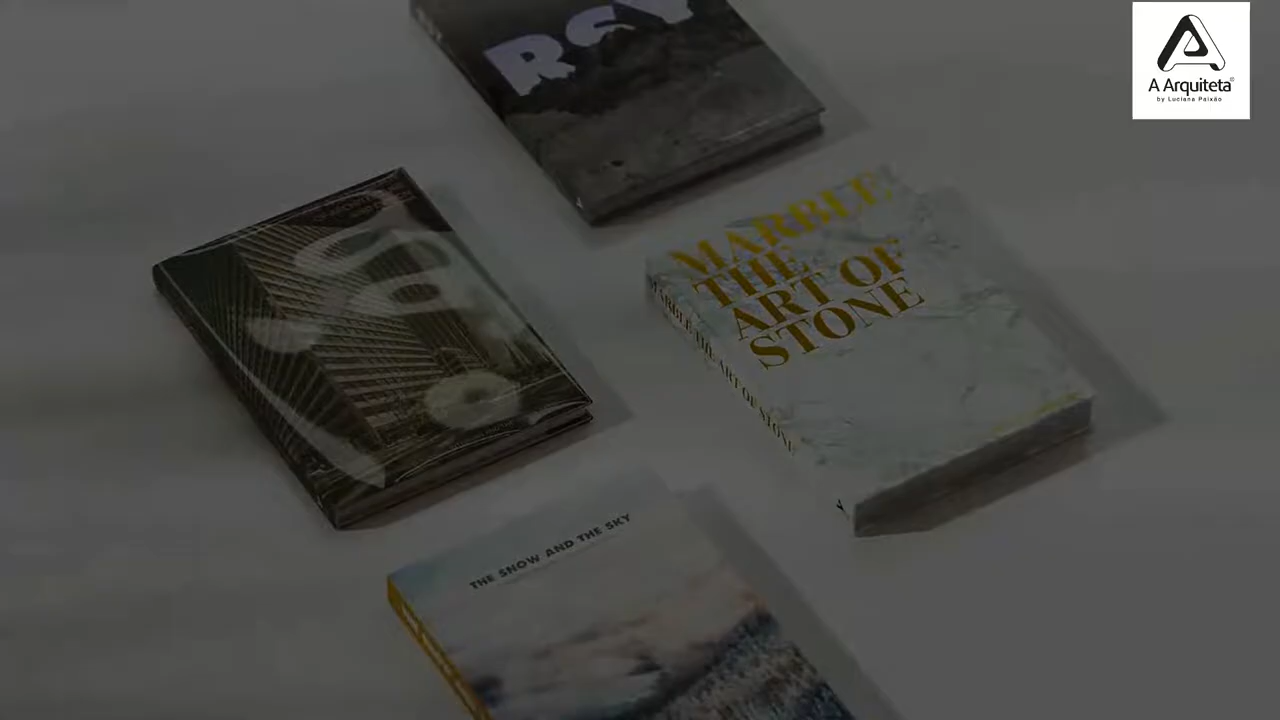 A Arquiteta®
by Luciana Paixão
MARBLE
THE
ART OF
STONE
MARBLE THE ART OF STONE
THE SNOW AND THE SKY